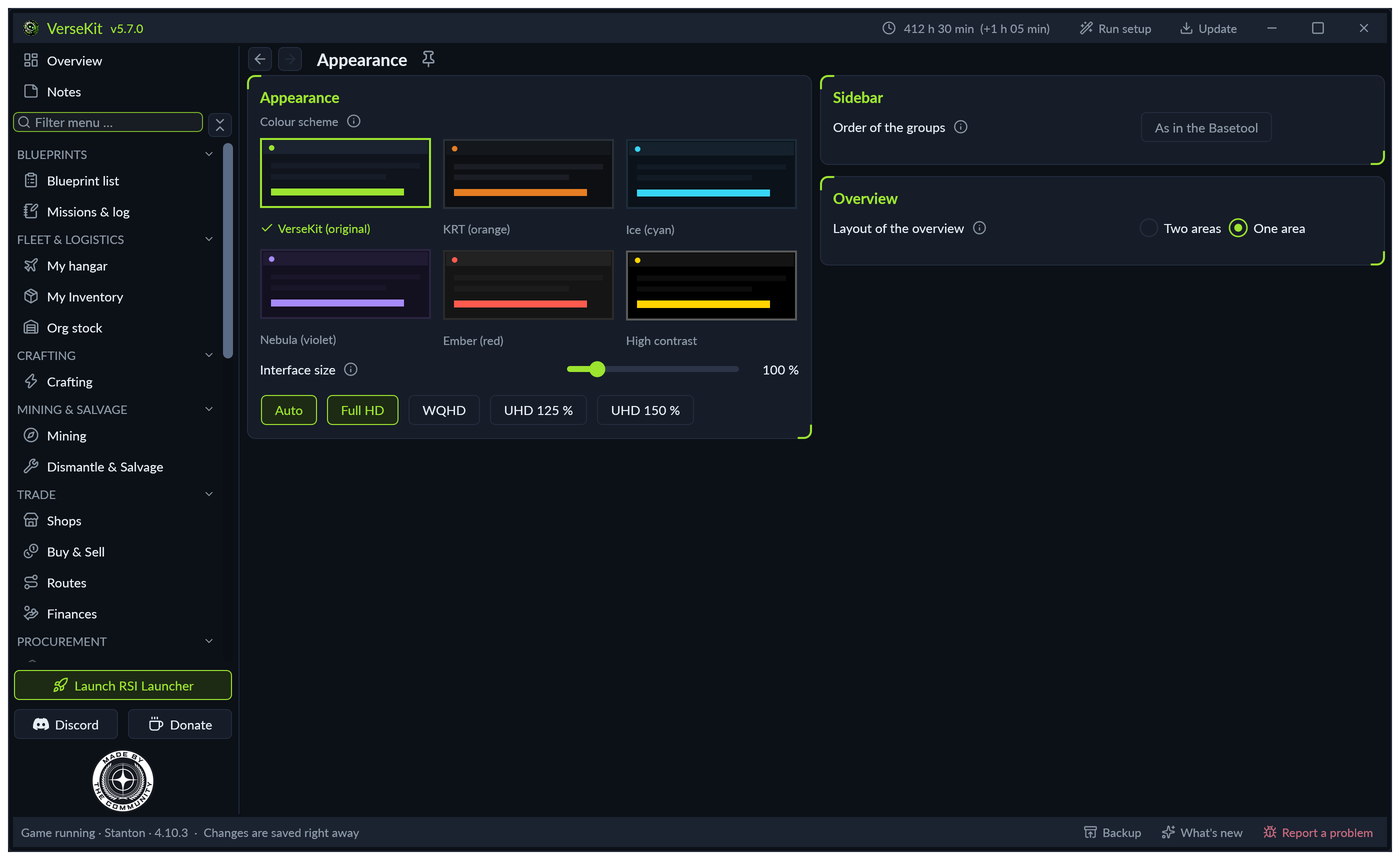 VerseKit v5.7.0
412 h 30 min (+1 h 05 min)
Run setup
Update
Overview
Notes
Filter menu ...
BLUEPRINTS
Blueprint list
Missions & log
FLEET & LOGISTICS
My hangar
My Inventory
Org stock
CRAFTING
Crafting
MINING & SALVAGE
Mining
Dismantle & Salvage
TRADE
Shops
Buy & Sell
Routes
Finances
PROCUREMENT
Launch RSI Launcher
Discord
Donate
MADE BY
THE COMMUNITY
Appearance
Appearance
Colour scheme
VerseKit (original)
KRT (orange)
Ice (cyan)
Nebula (violet)
Ember (red)
High contrast
Interface size
100 %
Auto
Full HD
WQHD
UHD 125 %
UHD 150 %
Sidebar
Order of the groups
As in the Basetool
Overview
Layout of the overview
Two areas
One area
Game running · Stanton · 4.10.3 · Changes are saved right away
Backup
What's new
Report a problem